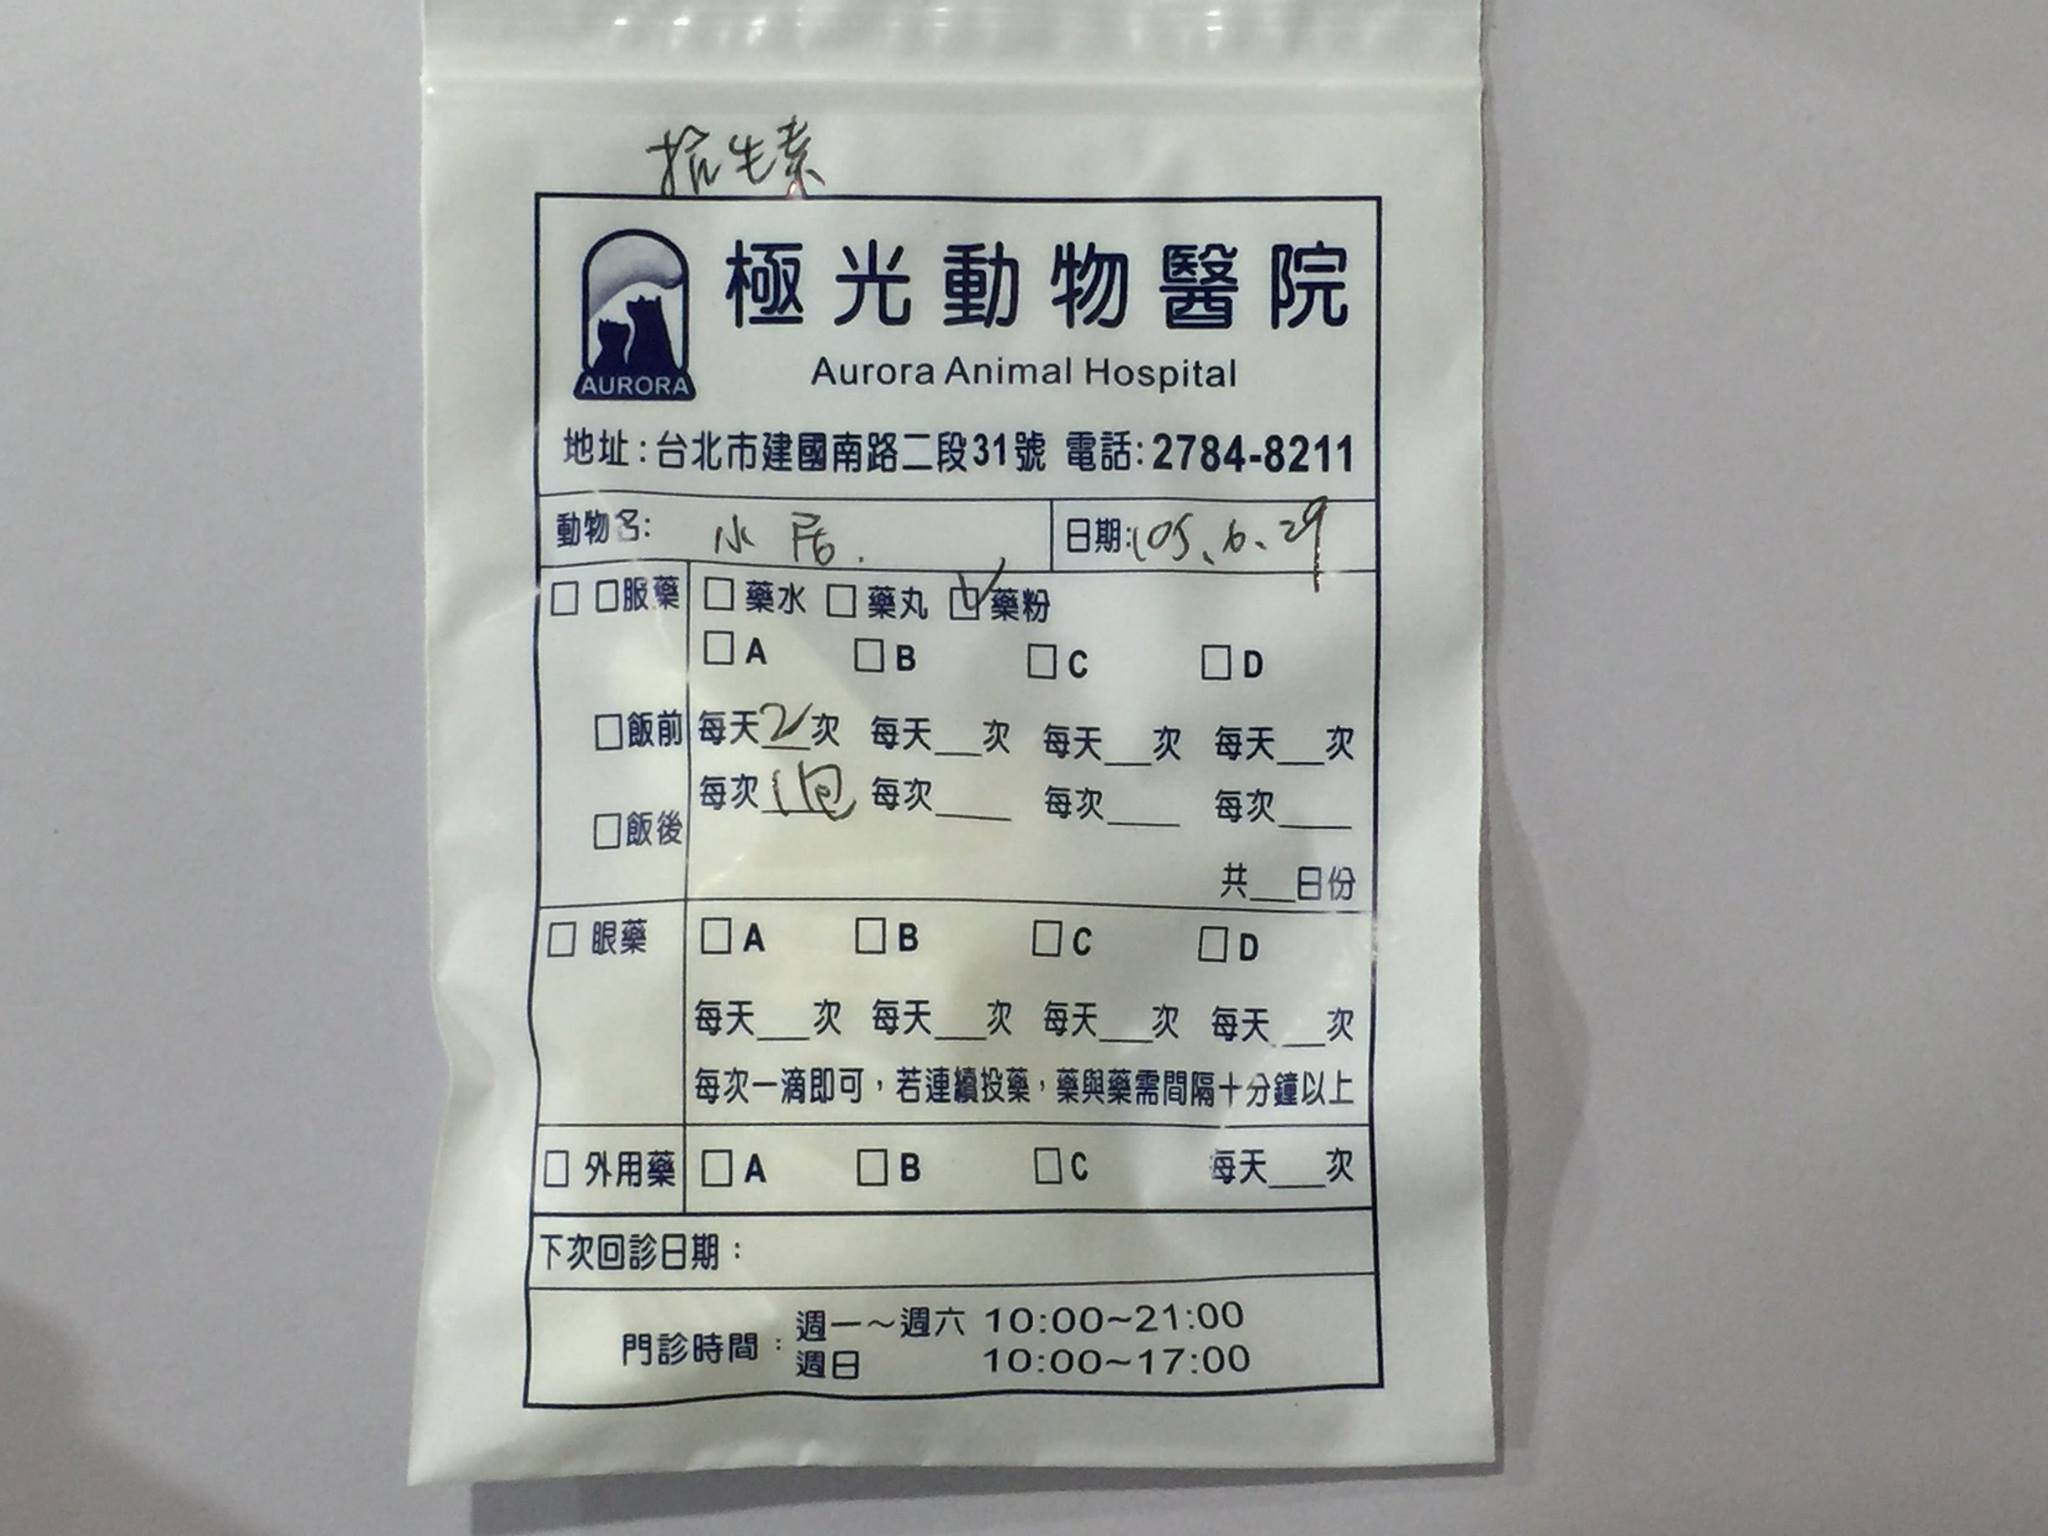 抗生素
極光動物醫院
AURORA
Aurora Animal Hospital
地址:台北市建國南路二段31號 電話:2784-8211
動物名: 日期:105.6.29
□ □服藥 □ 藥水 □ 藥丸 ☑ 藥粉
□ A □ B □ C □ D
□飯前 每天2次 每天__次 每天__次 每天__次
每次1包 每次____ 每次____ 每次____
□飯後
共__日份
□ 眼藥 □ A □ B □ C □ D
每天__次 每天__次 每天__次 每天__次
每次一滴即可,若連續投藥,藥與藥需間隔十分鐘以上
□ 外用藥 □ A □ B □ C 每天__次
下次回診日期:
門診時間: 週一~週六 10:00~21:00
週日 10:00~17:00